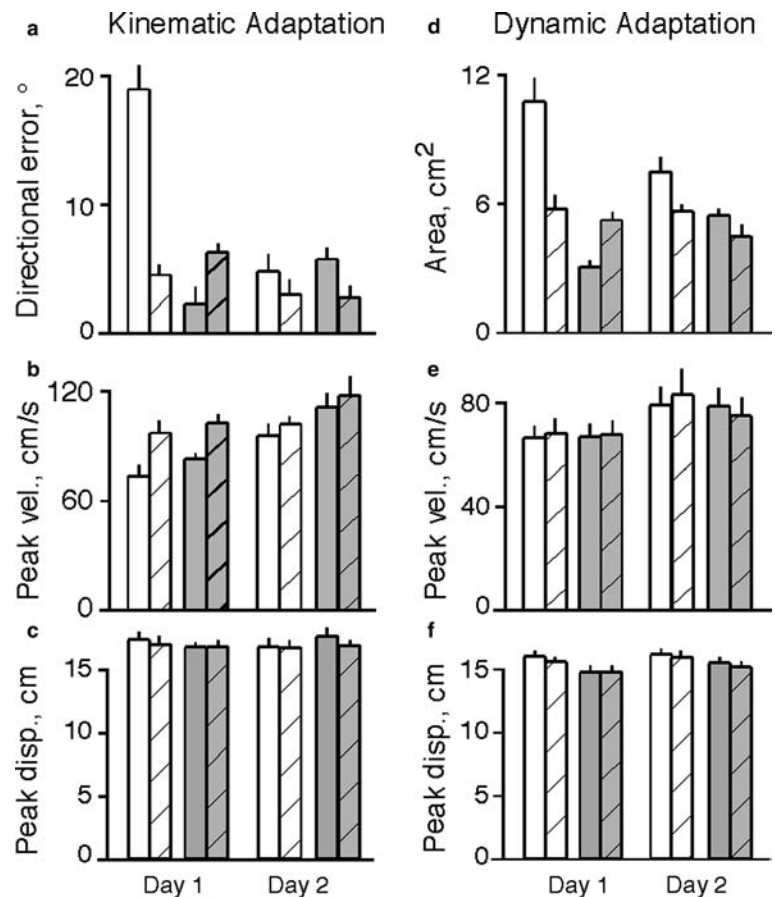 a Kinematic Adaptation
d Dynamic Adaptation
Directional error, °
20
10
0
Area, cm²
12
6
0
b
Peak vel., cm/s
120
60
0
e
Peak vel., cm/s
80
40
0
c
Peak disp., cm
15
10
5
0
Day 1 Day 2
f
Peak disp., cm
15
10
5
0
Day 1 Day 2